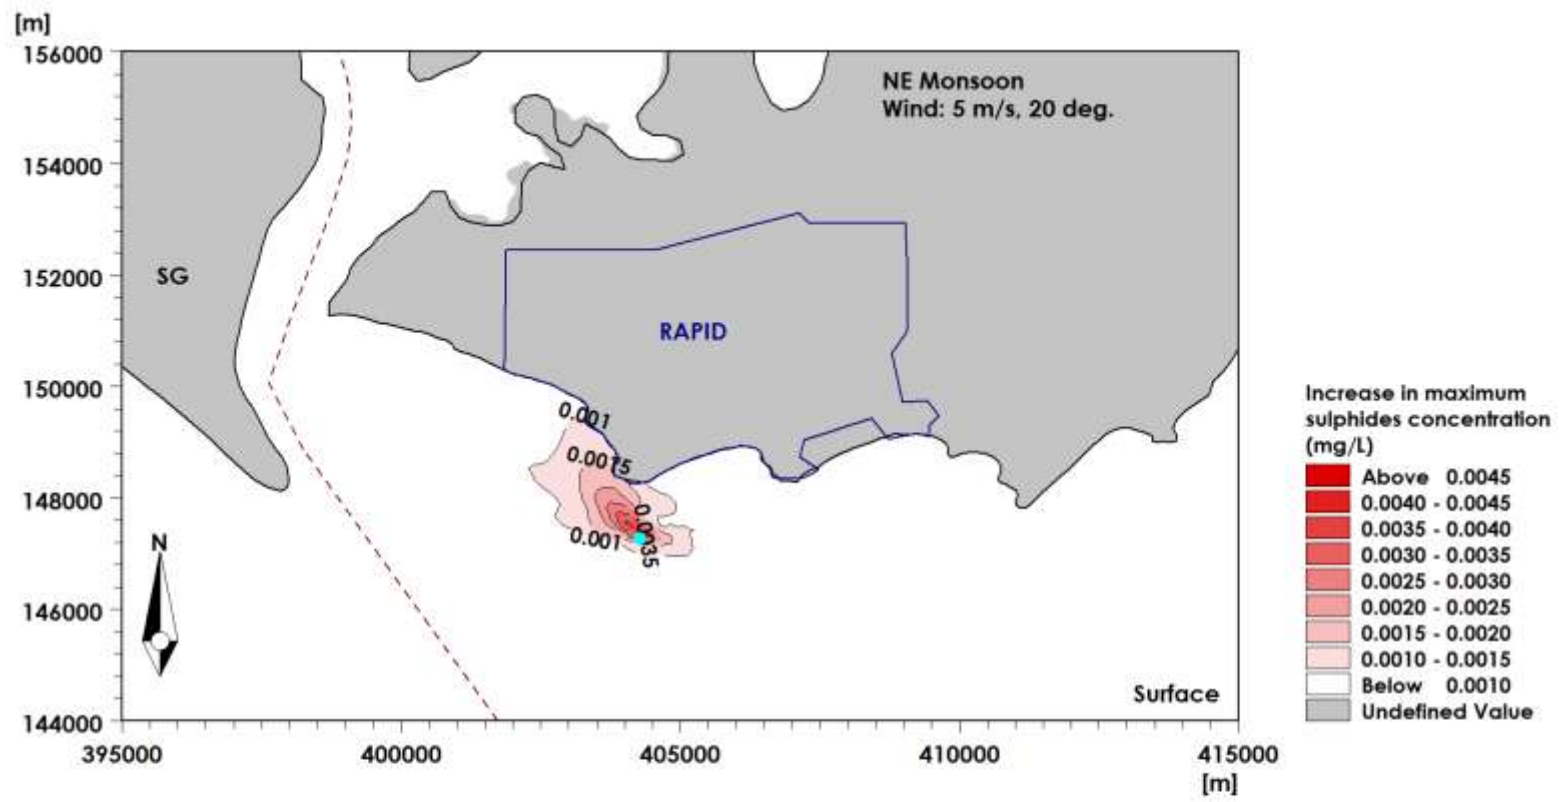 [m]
156000
154000
152000
150000
148000
146000
144000
395000
400000
405000
410000
415000
[m]
NE Monsoon
Wind: 5 m/s, 20 deg.
SG
RAPID
0.001
0.0015
0.001
0.0035
N
Surface
Increase in maximum
sulphides concentration
(mg/L)
Above 0.0045
0.0040 - 0.0045
0.0035 - 0.0040
0.0030 - 0.0035
0.0025 - 0.0030
0.0020 - 0.0025
0.0015 - 0.0020
0.0010 - 0.0015
Below 0.0010
Undefined Value